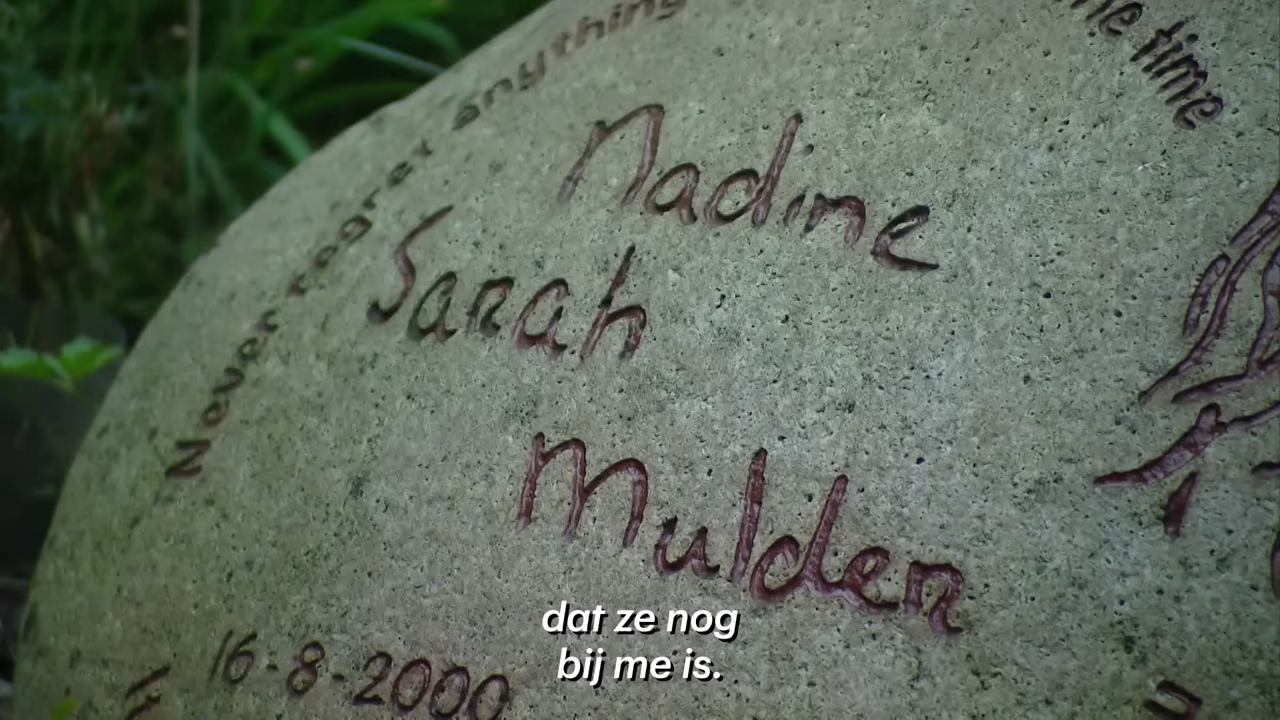 Never regret anything
the time
Nadine
Sarah
Mulder
16-8-2000
dat ze nog
bij me is.